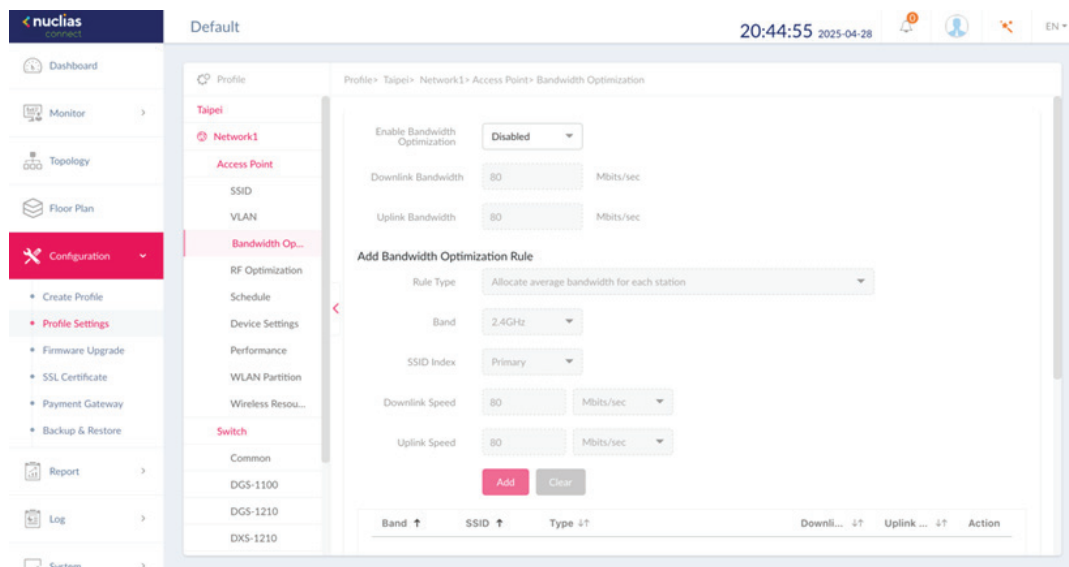 nuclias
connect
Default
20:44:55 2025-04-28
0
EN
Dashboard
Monitor
Topology
Floor Plan
Configuration
Create Profile
Profile Settings
Firmware Upgrade
SSL Certificate
Payment Gateway
Backup & Restore
Report
Log
System
Profile
Taipei
Network1
Access Point
SSID
VLAN
Bandwidth Op...
RF Optimization
Schedule
Device Settings
Performance
WLAN Partition
Wireless Resou...
Switch
Common
DGS-1100
DGS-1210
DXS-1210
Profile> Taipei> Network1> Access Point> Bandwidth Optimization
Enable Bandwidth
Optimization
Disabled
Downlink Bandwidth 80 Mbits/sec
Uplink Bandwidth 80 Mbits/sec
Add Bandwidth Optimization Rule
Rule Type Allocate average bandwidth for each station
Band 2.4GHz
SSID Index Primary
Downlink Speed 80 Mbits/sec
Uplink Speed 80 Mbits/sec
Add Clear
Band ↑ SSID ↑ Type ↓↑ Downli... ↓↑ Uplink ... ↓↑ Action